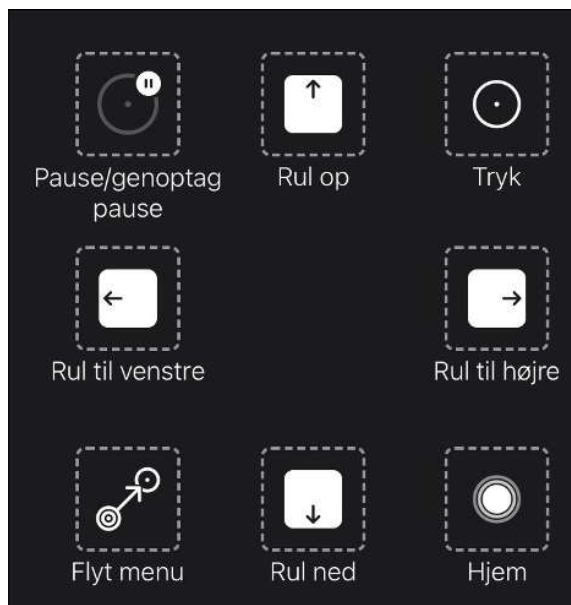 Pause/genoptag
pause
Rul op
Tryk
Rul til venstre
Rul til højre
Flyt menu
Rul ned
Hjem